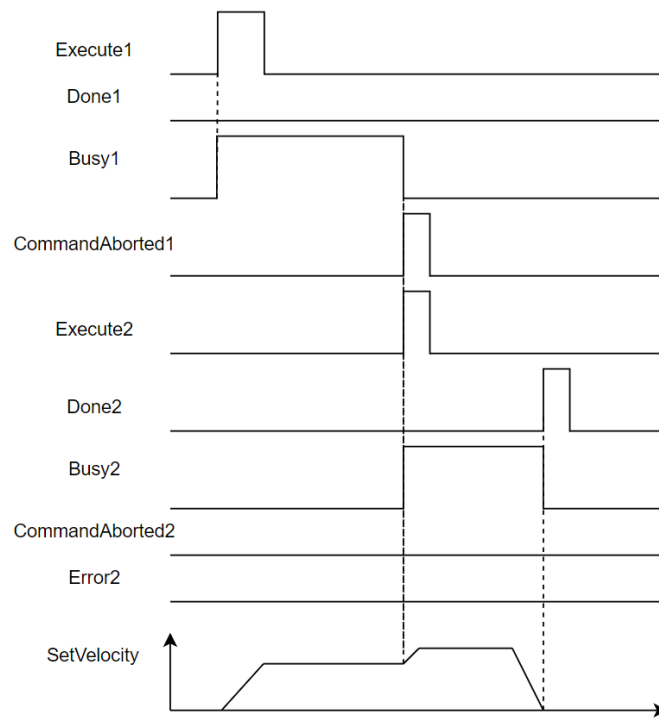 Execute1
Done1
Busy1
CommandAborted1
Execute2
Done2
Busy2
CommandAborted2
Error2
SetVelocity